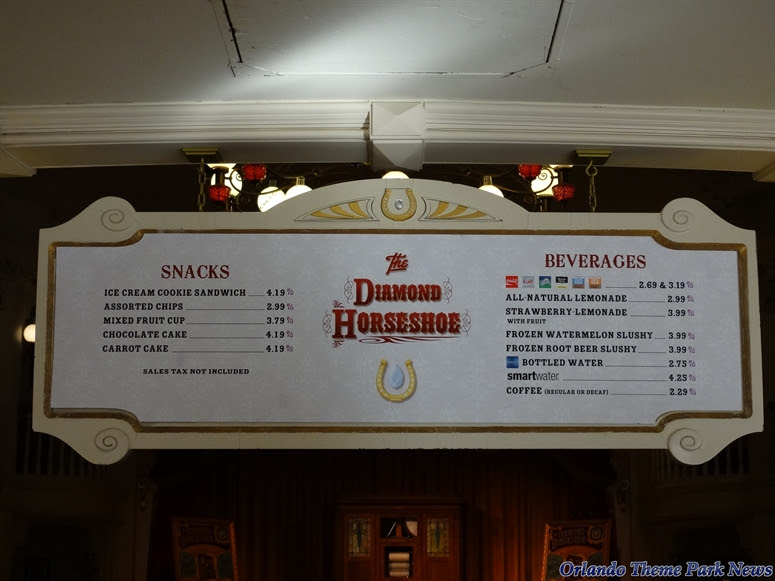 The
DIAMOND
HORSESHOE
SNACKS
ICE CREAM COOKIE SANDWICH 4.19
ASSORTED CHIPS 2.99
MIXED FRUIT CUP 3.79
CHOCOLATE CAKE 4.19
CARROT CAKE 4.19
SALES TAX NOT INCLUDED
BEVERAGES
2.69 & 3.19
ALL-NATURAL LEMONADE 2.99
STRAWBERRY-LEMONADE 3.99
WITH FRUIT
FROZEN WATERMELON SLUSHY 3.99
FROZEN ROOT BEER SLUSHY 3.99
BOTTLED WATER 2.75
smartwater 4.25
COFFEE (REGULAR OR DECAF) 2.29
Orlando Theme Park News